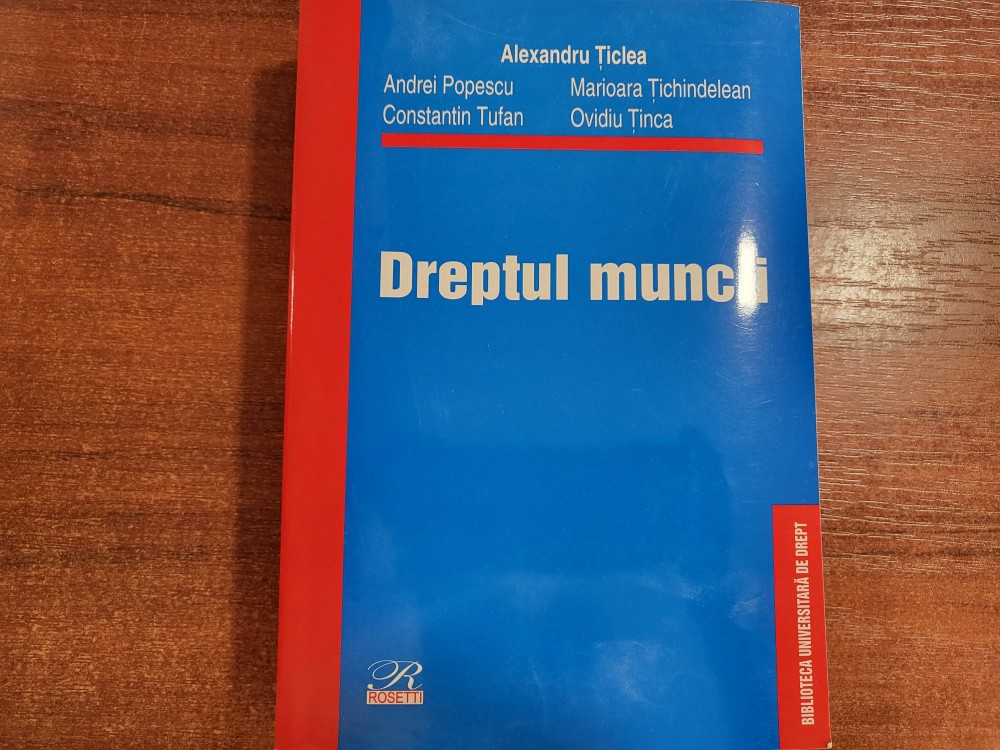 Alexandru Țiclea
Andrei Popescu Marioara Țichindelean
Constantin Tufan Ovidiu Ținca
Dreptul muncii
BIBLIOTECA UNIVERSITARĂ DE DREPT
R
ROSETTI